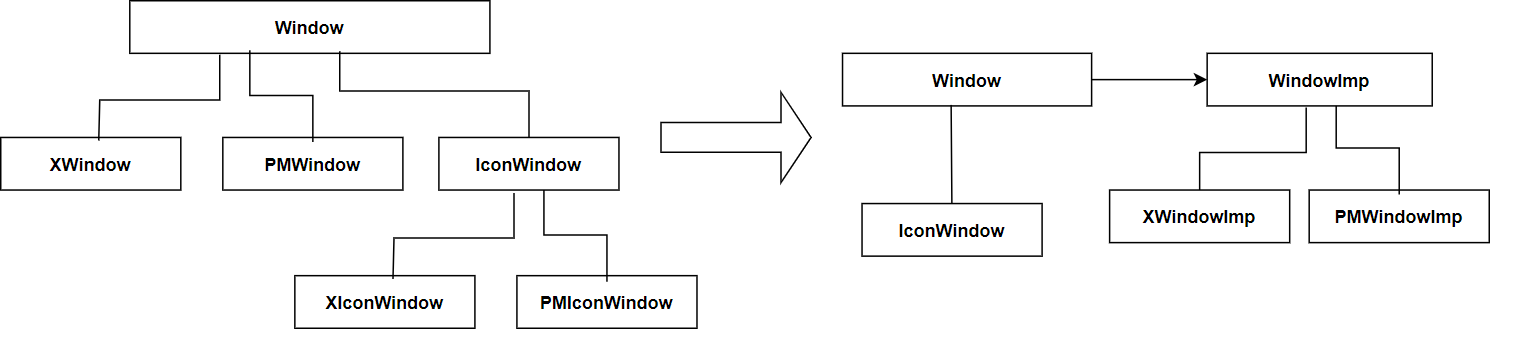 Window
XWindow
PMWindow
IconWindow
XIconWindow
PMIconWindow
Window
WindowImp
IconWindow
XWindowImp
PMWindowImp